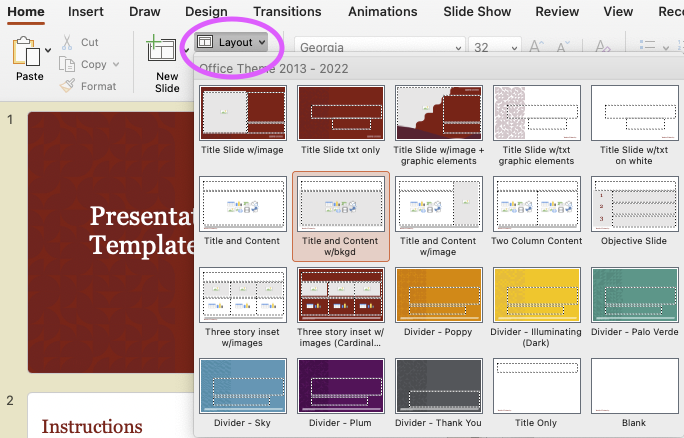 Home Insert Draw Design Transitions Animations Slide Show Review View Reco
Cut
Copy
Format
Paste
New
Slide
Layout
Georgia 32
Office Theme 2013 - 2022
1
Presentat
Template
2
Instructions
Title Slide w/image
Title Slide txt only
Title Slide w/image +
graphic elements
Title Slide w/txt
graphic elements
Title Slide w/txt
on white
Title and Content
Title and Content
w/bkgd
Title and Content
w/image
Two Column Content
1
2
3
Objective Slide
Three story inset
w/images
Three story inset w/
images (Cardinal...
Divider - Poppy
Divider - Illuminating
(Dark)
Divider - Palo Verde
Divider - Sky
Divider - Plum
Divider - Thank You
Title Only
Blank